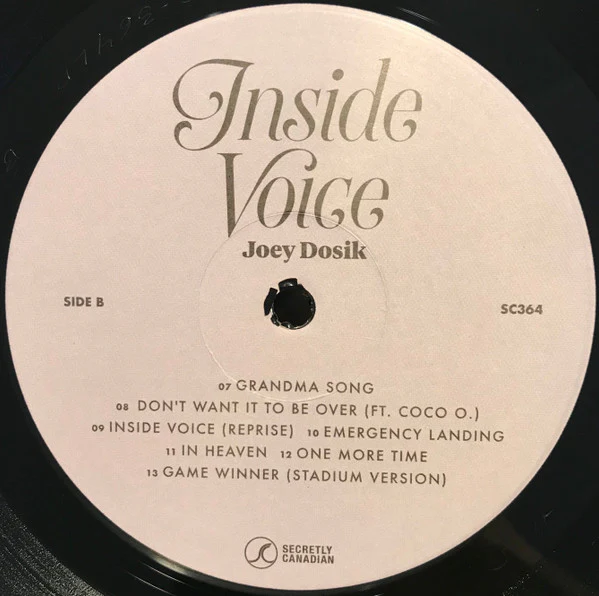 Inside
Voice
Joey Dosik
SIDE B
SC364
07 GRANDMA SONG
08 DON'T WANT IT TO BE OVER (FT. COCO O.)
09 INSIDE VOICE (REPRISE) 10 EMERGENCY LANDING
11 IN HEAVEN 12 ONE MORE TIME
13 GAME WINNER (STADIUM VERSION)
SECRETLY
CANADIAN